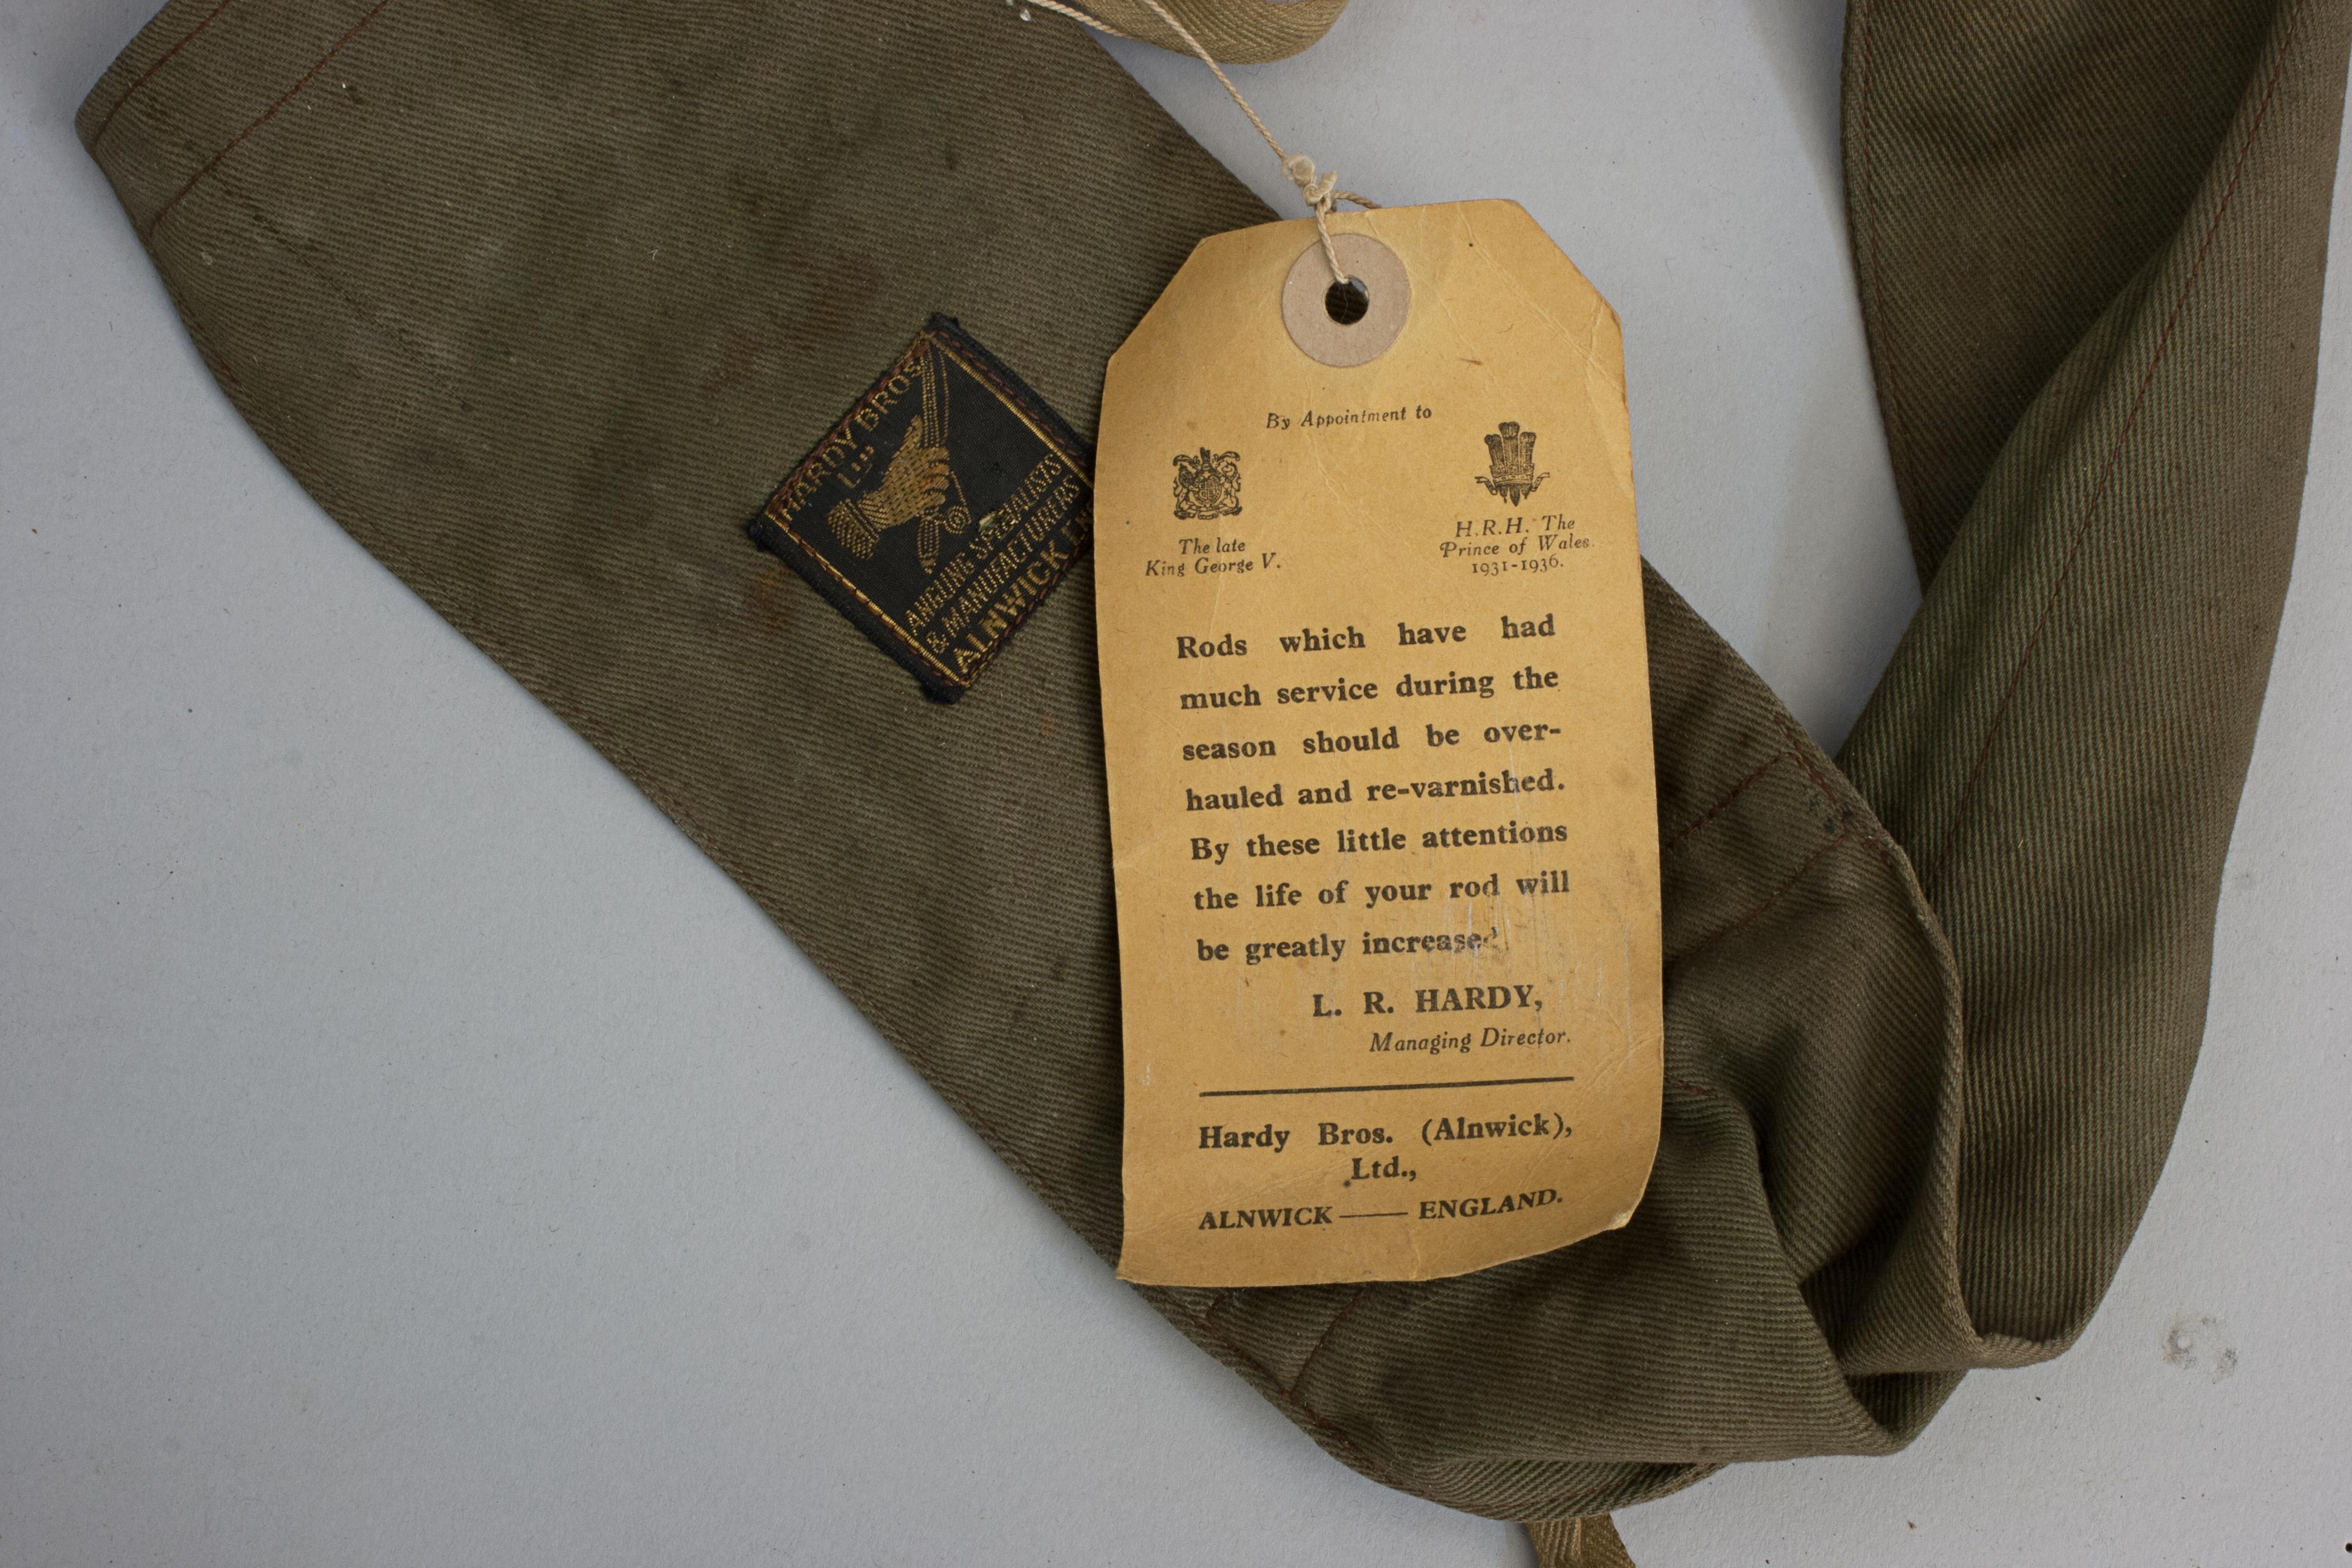 HARDY BROS
LTD
ANGLING SPECIALISTS
& MANUFACTURERS
ALNWICK
By Appointment to
The late
King George V.
H.R.H. The
Prince of Wales.
1931-1936.
Rods which have had
much service during the
season should be over-
hauled and re-varnished.
By these little attentions
the life of your rod will
be greatly increased
L. R. HARDY,
Managing Director.
Hardy Bros. (Alnwick),
Ltd.,
ALNWICK — ENGLAND.